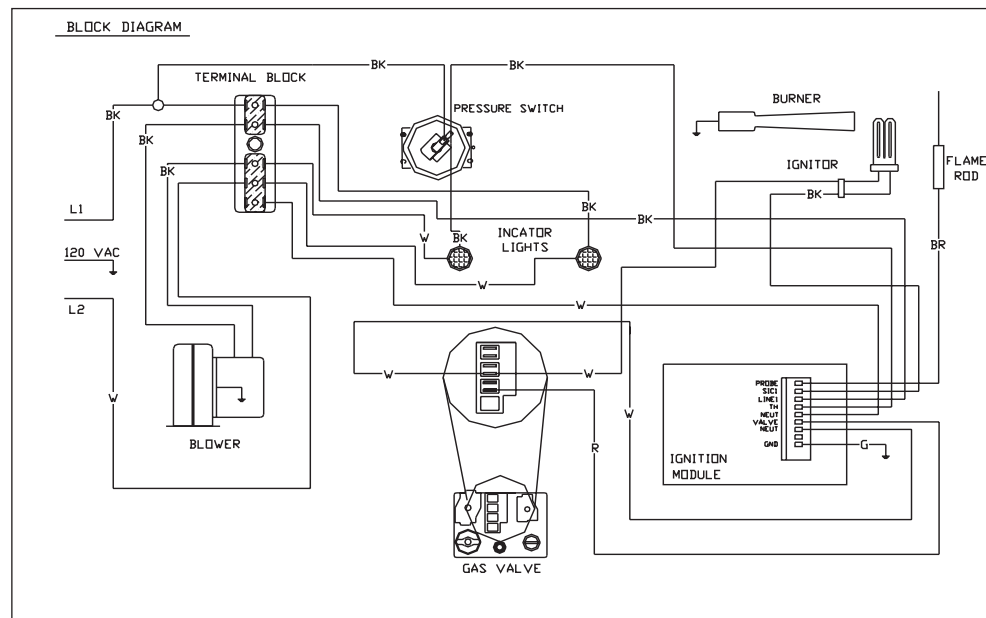 BLOCK DIAGRAM
BK
BK
TERMINAL BLOCK
PRESSURE SWITCH
BURNER
BK
BK
BK
IGNITOR
BK
FLAME
ROD
L1
BK
BK
W
BK
INCATOR
LIGHTS
BR
120 VAC
W
W
L2
W
W
W
W
R
BLOWER
PROBE
SIC1
LINE1
TH
NEUT
VALVE
NEUT
GND
G
IGNITION
MODULE
GAS VALVE